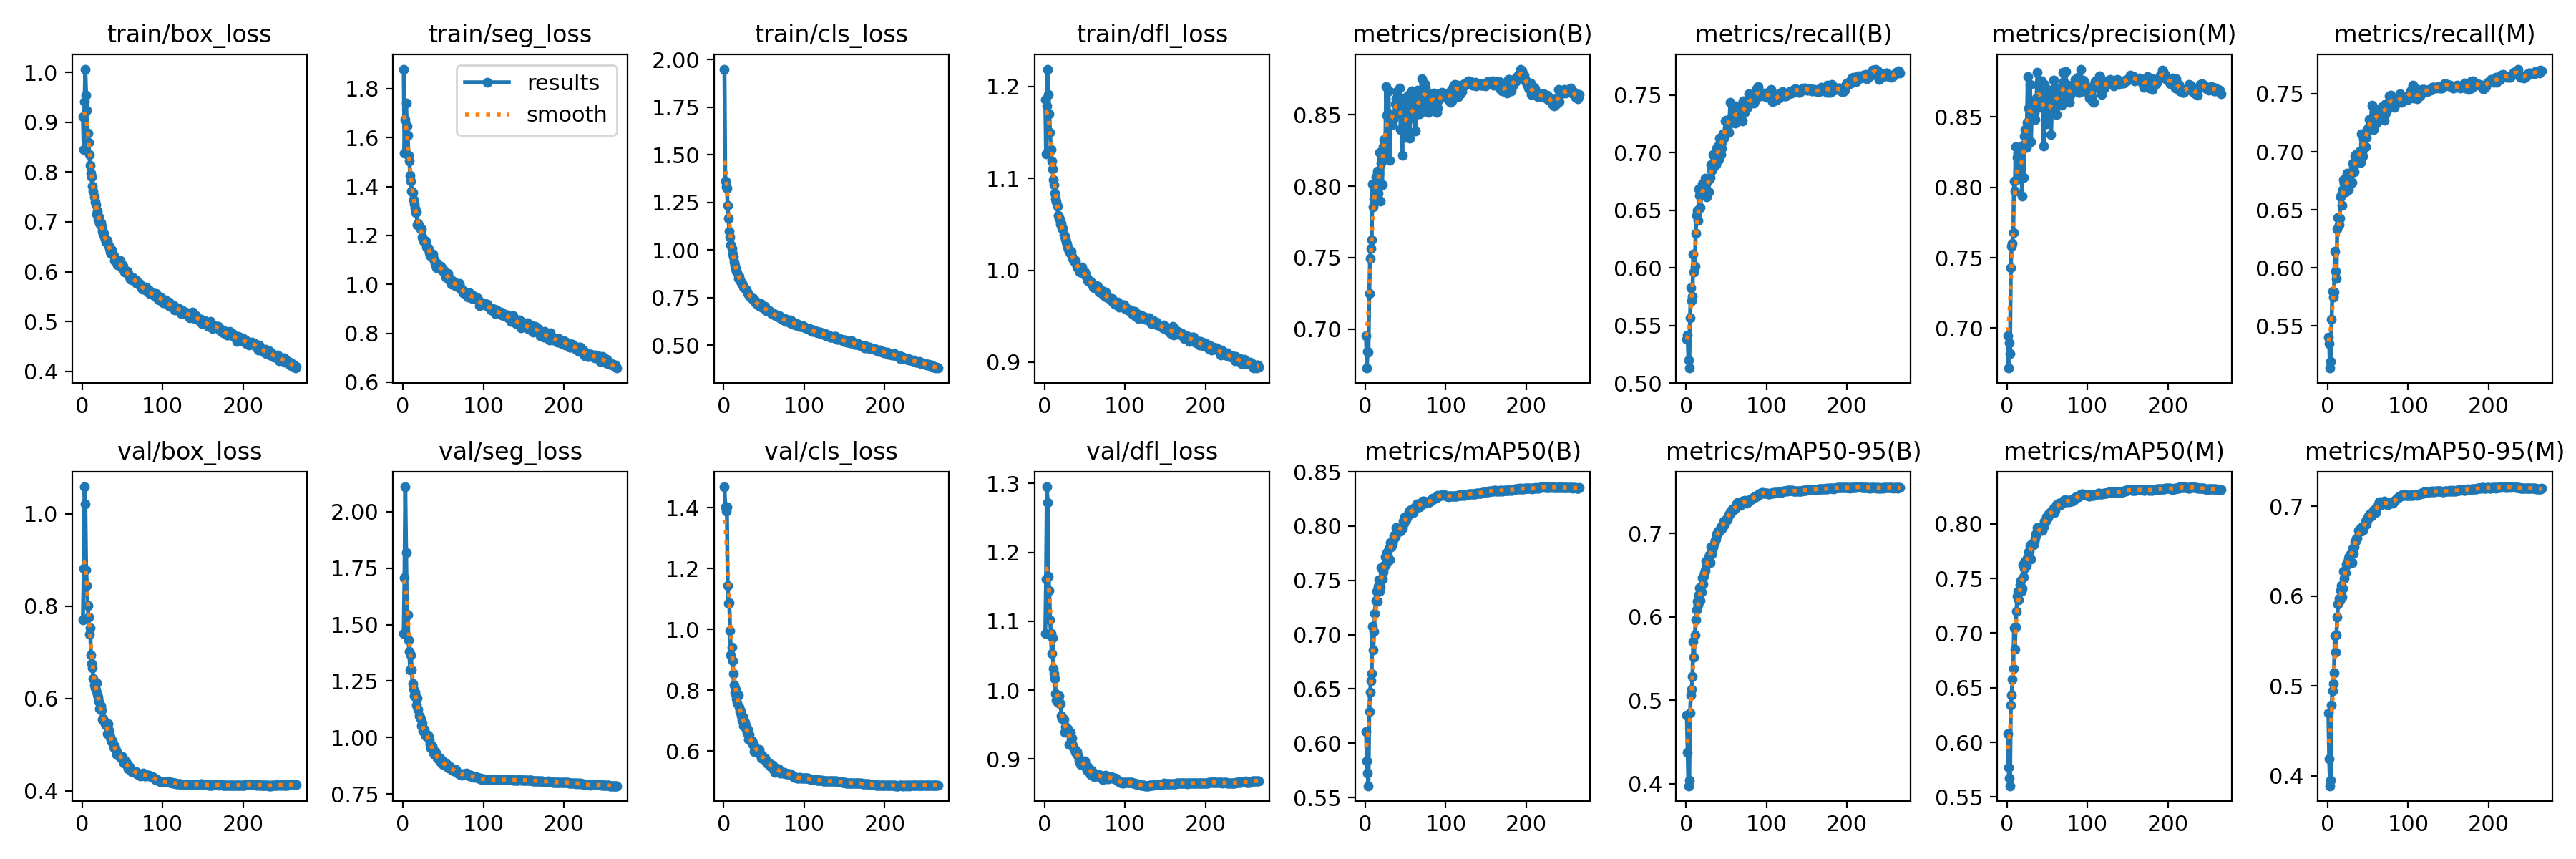 train/box_loss
1.0
0.9
0.8
0.7
0.6
0.5
0.4
0 100 200
train/seg_loss
results
smooth
1.8
1.6
1.4
1.2
1.0
0.8
0.6
0 100 200
train/cls_loss
2.00
1.75
1.50
1.25
1.00
0.75
0.50
0 100 200
train/dfl_loss
1.2
1.1
1.0
0.9
0 100 200
metrics/precision(B)
0.85
0.80
0.75
0.70
0 100 200
metrics/recall(B)
0.75
0.70
0.65
0.60
0.55
0.50
0 100 200
metrics/precision(M)
0.85
0.80
0.75
0.70
0 100 200
metrics/recall(M)
0.75
0.70
0.65
0.60
0.55
0 100 200
val/box_loss
1.0
0.8
0.6
0.4
0 100 200
val/seg_loss
2.00
1.75
1.50
1.25
1.00
0.75
0 100 200
val/cls_loss
1.4
1.2
1.0
0.8
0.6
0 100 200
val/dfl_loss
1.3
1.2
1.1
1.0
0.9
0 100 200
metrics/mAP50(B)
0.85
0.80
0.75
0.70
0.65
0.60
0.55
0 100 200
metrics/mAP50-95(B)
0.7
0.6
0.5
0.4
0 100 200
metrics/mAP50(M)
0.80
0.75
0.70
0.65
0.60
0.55
0 100 200
metrics/mAP50-95(M)
0.7
0.6
0.5
0.4
0 100 200